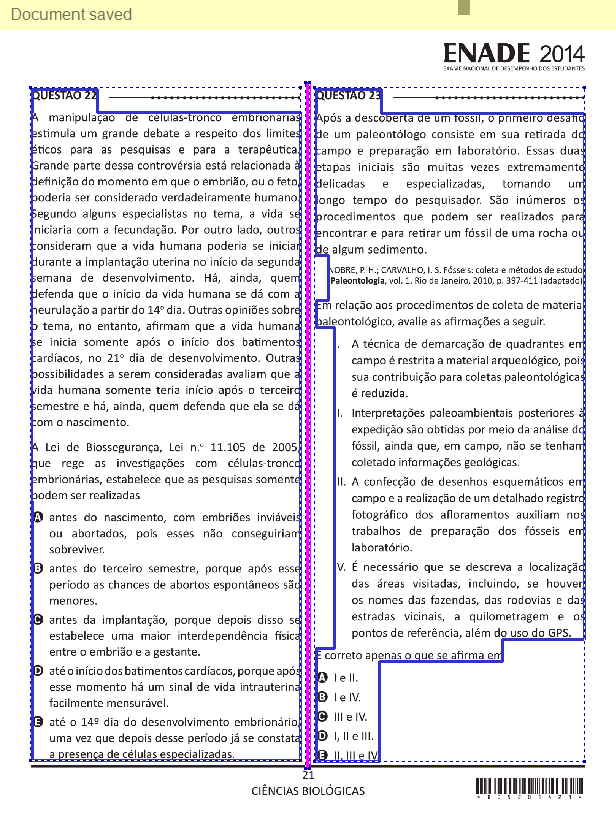 Document saved
ENADE 2014
EXAME NACIONAL DE DESEMPENHO DOS ESTUDANTES
QUESTÃO 22
A manipulação de células-tronco embrionárias
estimula um grande debate a respeito dos limites
éticos para as pesquisas e para a terapêutica.
Grande parte dessa controvérsia está relacionada à
definição do momento em que o embrião, ou o feto,
poderia ser considerado verdadeiramente humano.
Segundo alguns especialistas no tema, a vida se
iniciaria com a fecundação. Por outro lado, outros
consideram que a vida humana poderia se iniciar
durante a implantação uterina no início da segunda
semana de desenvolvimento. Há, ainda, quem
defenda que o início da vida humana se dá com a
neurulação a partir do 14º dia. Outras opiniões sobre
o tema, no entanto, afirmam que a vida humana
se inicia somente após o início dos batimentos
cardíacos, no 21º dia de desenvolvimento. Outras
possibilidades a serem consideradas avaliam que a
vida humana somente teria início após o terceiro
semestre e há, ainda, quem defenda que ela se dá
com o nascimento.
A Lei de Biossegurança, Lei n.º 11.105 de 2005,
que rege as investigações com células-tronco
embrionárias, estabelece que as pesquisas somente
podem ser realizadas
A antes do nascimento, com embriões inviáveis
ou abortados, pois esses não conseguiriam
sobreviver.
B antes do terceiro semestre, porque após esse
período as chances de abortos espontâneos são
menores.
C antes da implantação, porque depois disso se
estabelece uma maior interdependência física
entre o embrião e a gestante.
D até o início dos batimentos cardíacos, porque após
esse momento há um sinal de vida intrauterina
facilmente mensurável.
E até o 14º dia do desenvolvimento embrionário,
uma vez que depois desse período já se constata
a presença de células especializadas.
QUESTÃO 23
Após a descoberta de um fóssil, o primeiro desafio
de um paleontólogo consiste em sua retirada do
campo e preparação em laboratório. Essas duas
etapas iniciais são muitas vezes extremamente
delicadas e especializadas, tomando um
longo tempo do pesquisador. São inúmeros os
procedimentos que podem ser realizados para
encontrar e para retirar um fóssil de uma rocha ou
de algum sedimento.
NOBRE, P. H.; CARVALHO, I. S. Fósseis: coleta e métodos de estudo.
Paleontologia, vol. 1. Rio de Janeiro, 2010, p. 397-411 (adaptado).
Em relação aos procedimentos de coleta de material
paleontológico, avalie as afirmações a seguir.
I. A técnica de demarcação de quadrantes em
campo é restrita a material arqueológico, pois
sua contribuição para coletas paleontológicas
é reduzida.
II. Interpretações paleoambientais posteriores à
expedição são obtidas por meio da análise do
fóssil, ainda que, em campo, não se tenham
coletado informações geológicas.
III. A confecção de desenhos esquemáticos em
campo e a realização de um detalhado registro
fotográfico dos afloramentos auxiliam nos
trabalhos de preparação dos fósseis em
laboratório.
IV. É necessário que se descreva a localização
das áreas visitadas, incluindo, se houver,
os nomes das fazendas, das rodovias e das
estradas vicinais, a quilometragem e os
pontos de referência, além do uso do GPS.
É correto apenas o que se afirma em
A I e II.
B I e IV.
C III e IV.
D I, II e III.
E II, III e IV.
21
CIÊNCIAS BIOLÓGICAS